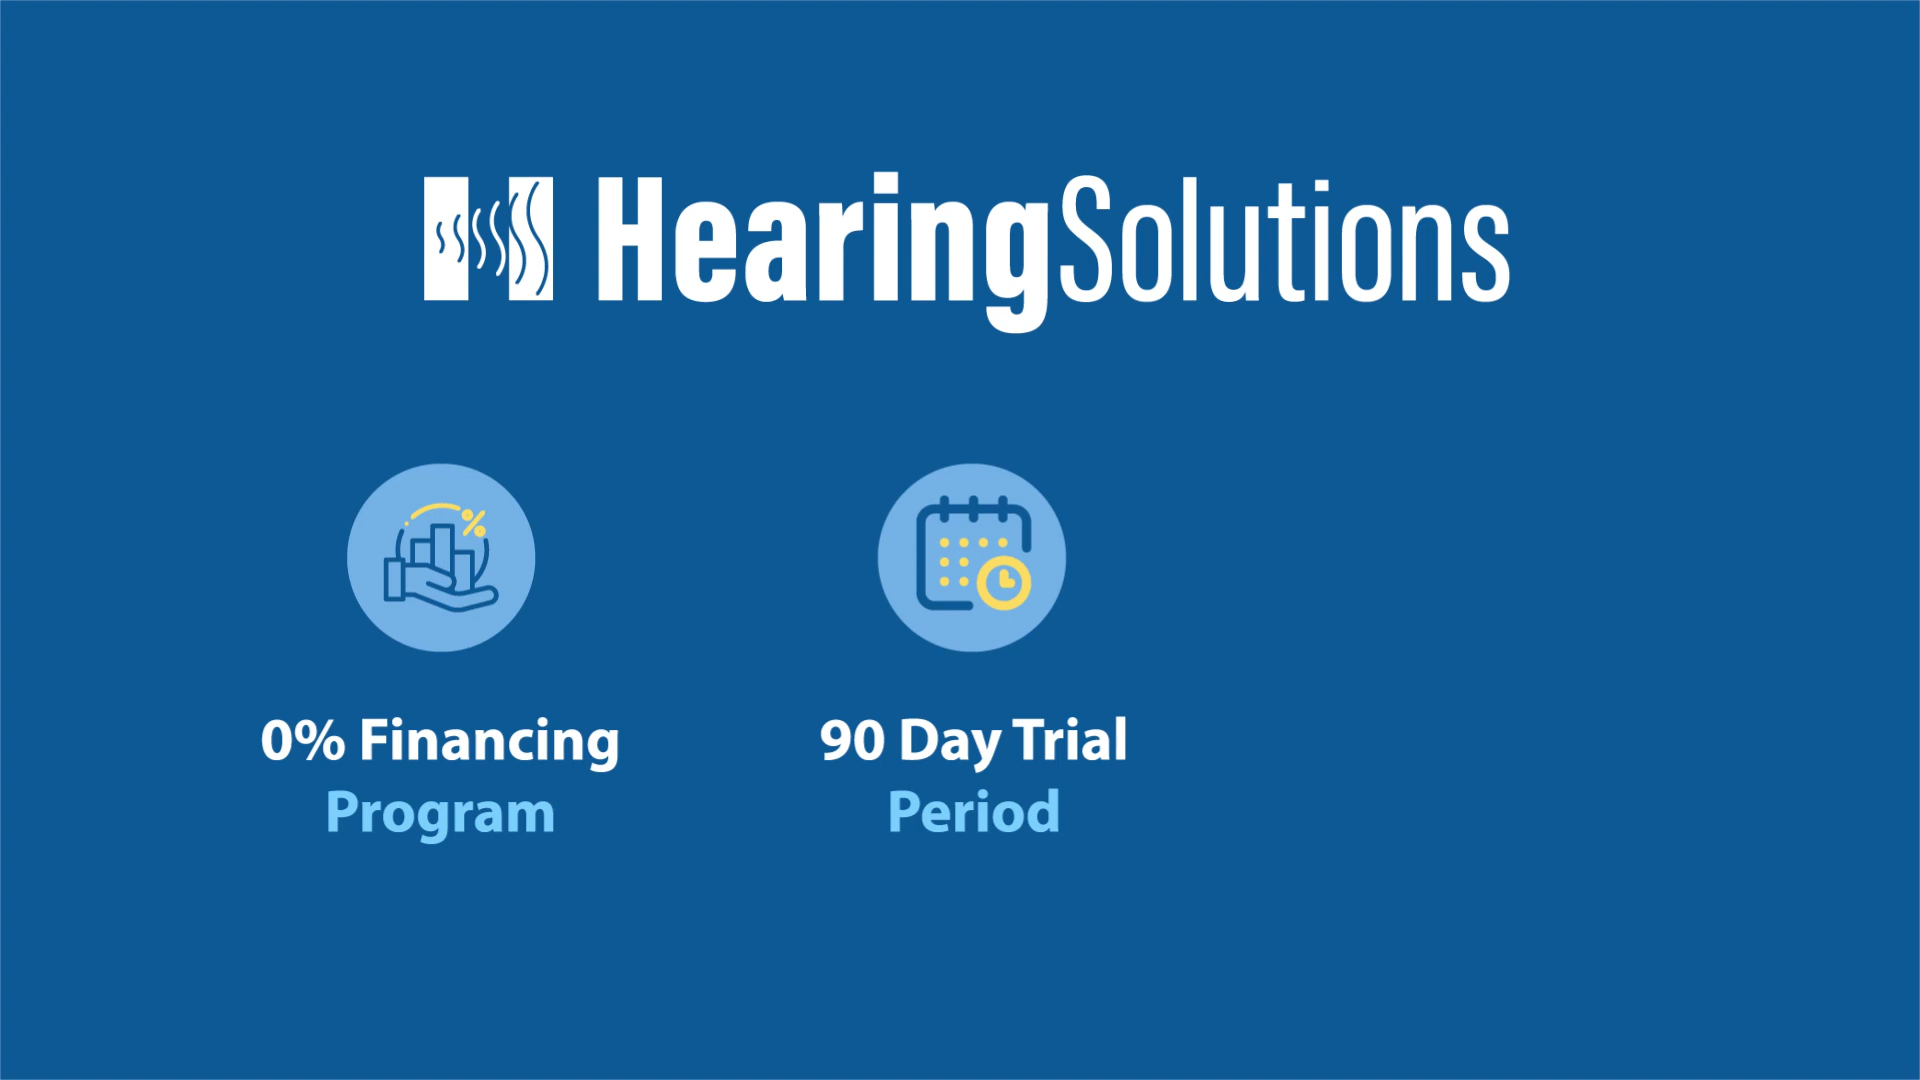 HearingSolutions
0% Financing
Program
90 Day Trial
Period